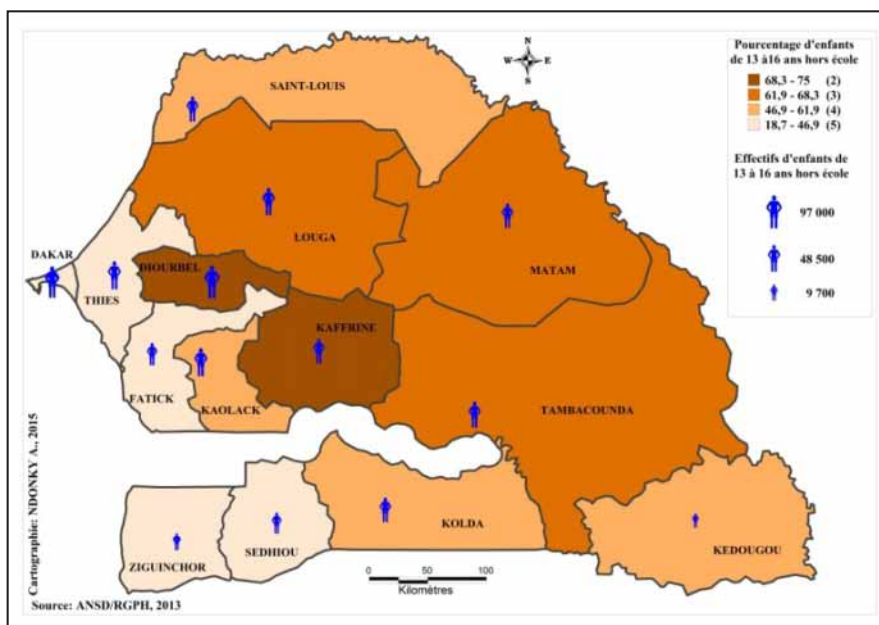 N
W E
S
Pourcentage d'enfants
de 13 à16 ans hors école
68,3 - 75 (2)
61,9 - 68,3 (3)
46,9 - 61,9 (4)
18,7 - 46,9 (5)
Effectifs d'enfants de
13 à 16 ans hors école
97 000
48 500
9 700
SAINT-LOUIS
LOUGA
MATAM
DAKAR
THIES
DIOURBEL
KAFFRINE
FATICK
KAOLACK
TAMBACOUNDA
ZIGUINCHOR
SEDHIOU
KOLDA
KEDOUGOU
0 50 100
Kilomètres
Cartographie: NDONKY A., 2015
Source: ANSD/RGPH, 2013